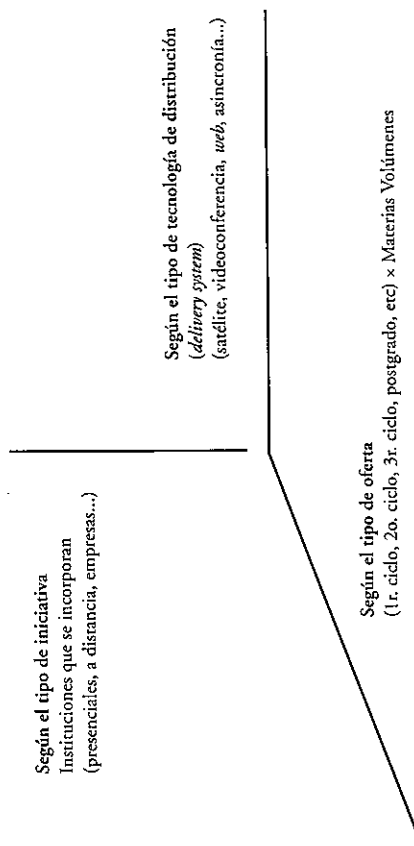 Según el tipo de iniciativa
Instituciones que se incorporan
(presenciales, a distancia, empresas...)
Según el tipo de tecnología de distribución
(delivery system)
(satélite, videoconferencia, web, asincronía...)
Según el tipo de oferta
(1r. ciclo, 2o. ciclo, 3r. ciclo, postgrado, etc) × Materias Volúmenes